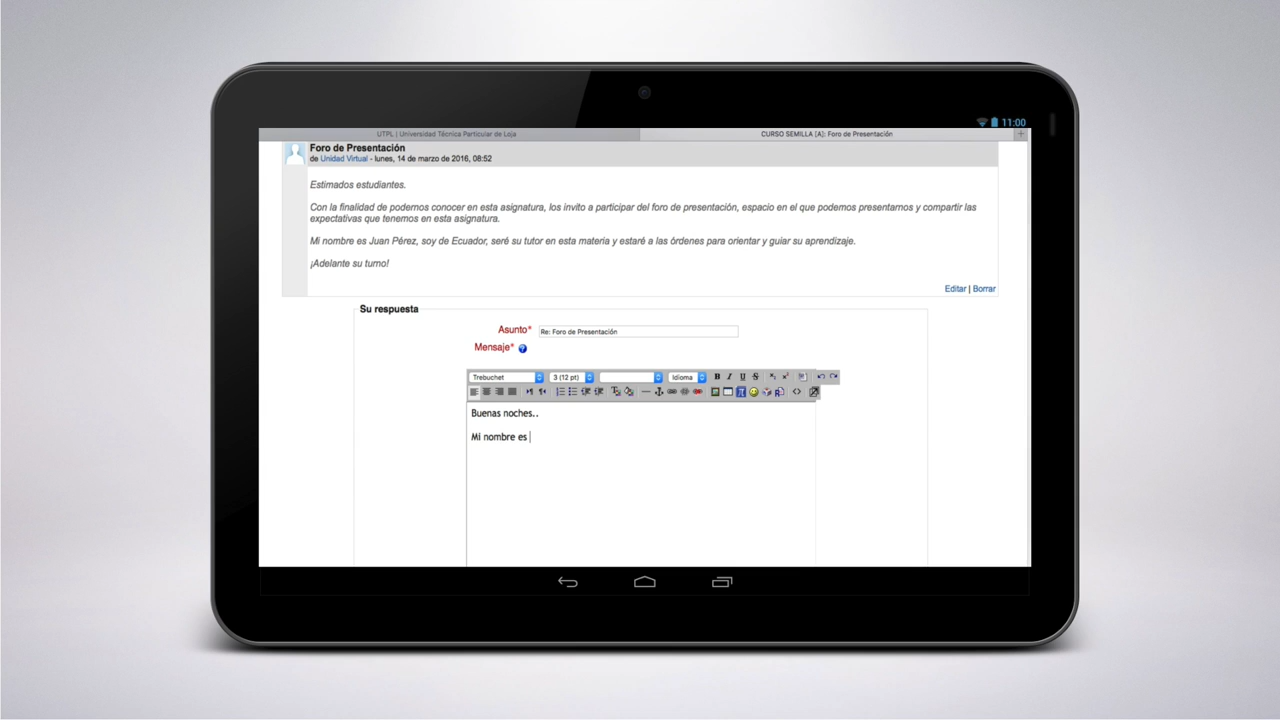 11:00
UTPL | Universidad Técnica Particular de Loja
CURSO SEMILLA [A]: Foro de Presentación
+
Foro de Presentación
de Unidad Virtual - lunes, 14 de marzo de 2016, 08:52
Estimados estudiantes.
Con la finalidad de podernos conocer en esta asignatura, los invito a participar del foro de presentación, espacio en el que podemos presentarnos y compartir las
expectativas que tenemos en esta asignatura.
Mi nombre es Juan Pérez, soy de Ecuador, seré su tutor en esta materia y estaré a las órdenes para orientar y guiar su aprendizaje.
¡Adelante su turno!
Editar | Borrar
Su respuesta
Asunto* Re: Foro de Presentación
Mensaje* ?
Trebuchet 3 (12 pt) Idioma B I U S
Buenas noches..
Mi nombre es